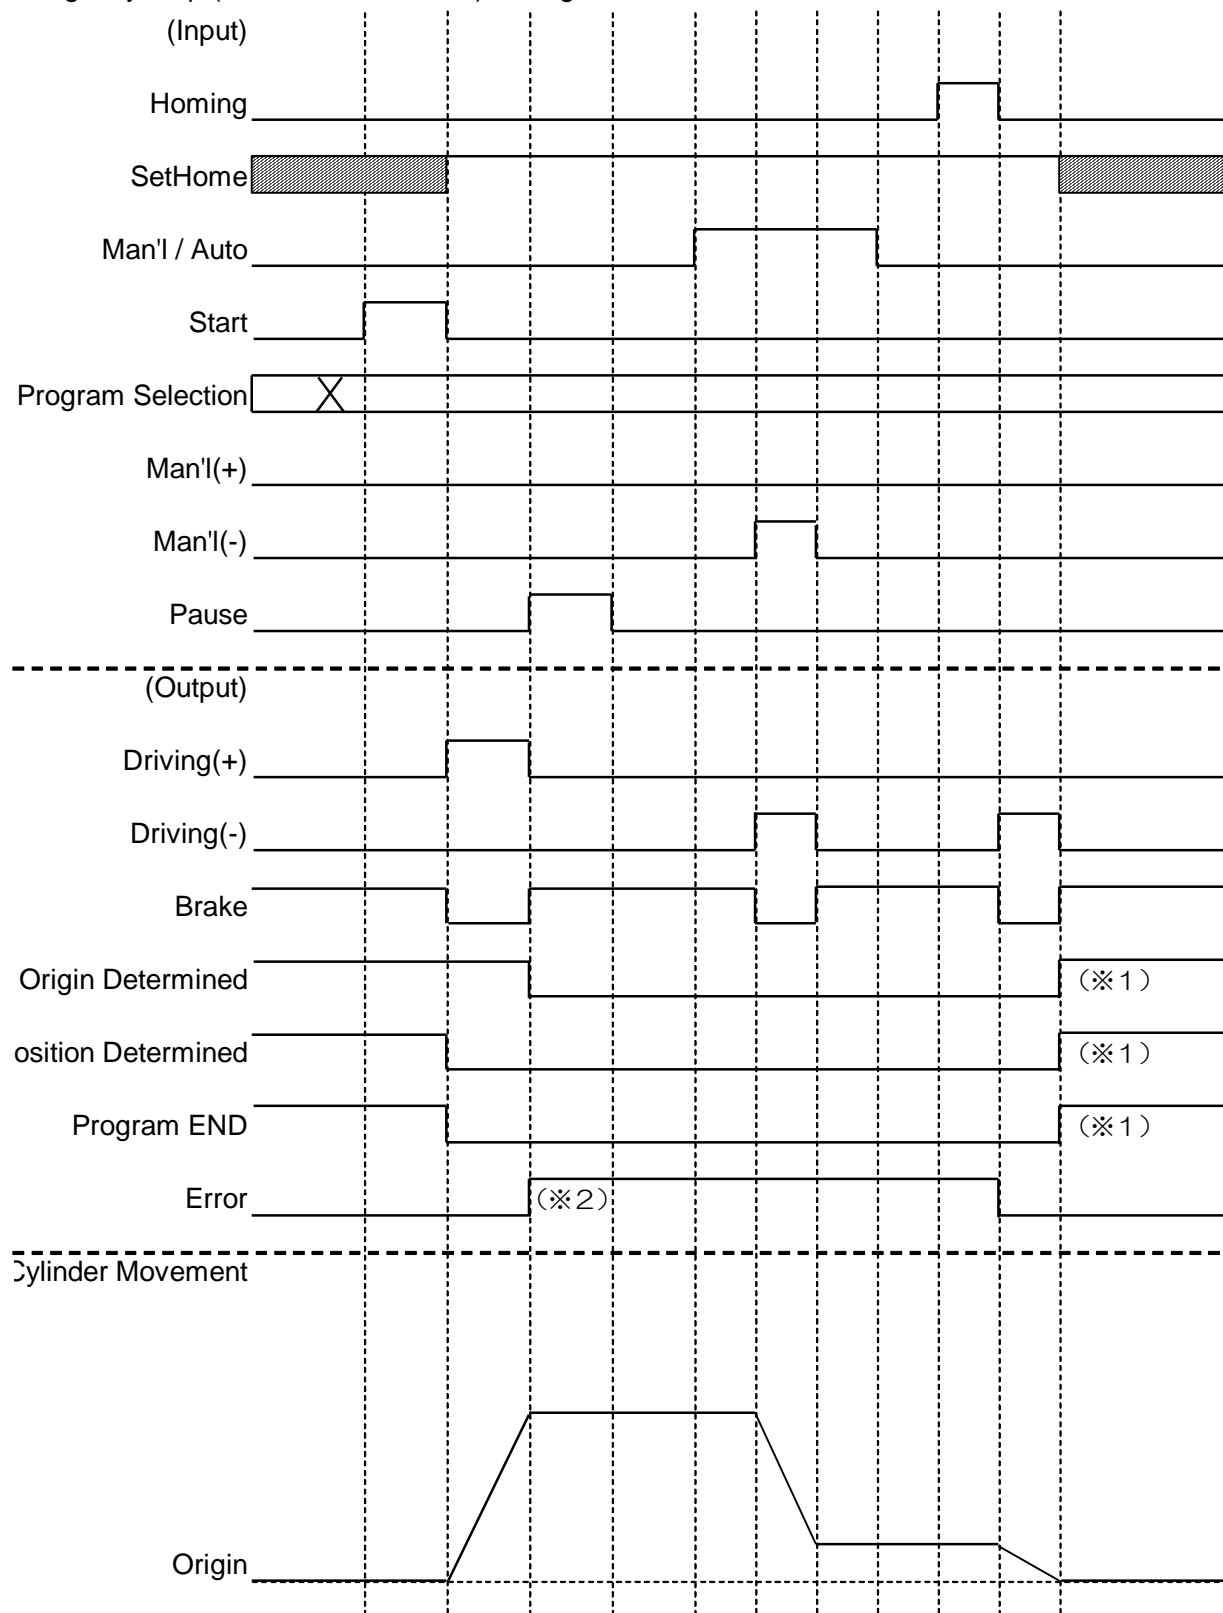 (Input)
Homing
SetHome
Man'l / Auto
Start
Program Selection
Man'l(+)
Man'l(-)
Pause
(Output)
Driving(+)
Driving(-)
Brake
Origin Determined
(※1)
osition Determined
(※1)
Program END
(※1)
Error
(※2)
Cylinder Movement
Origin